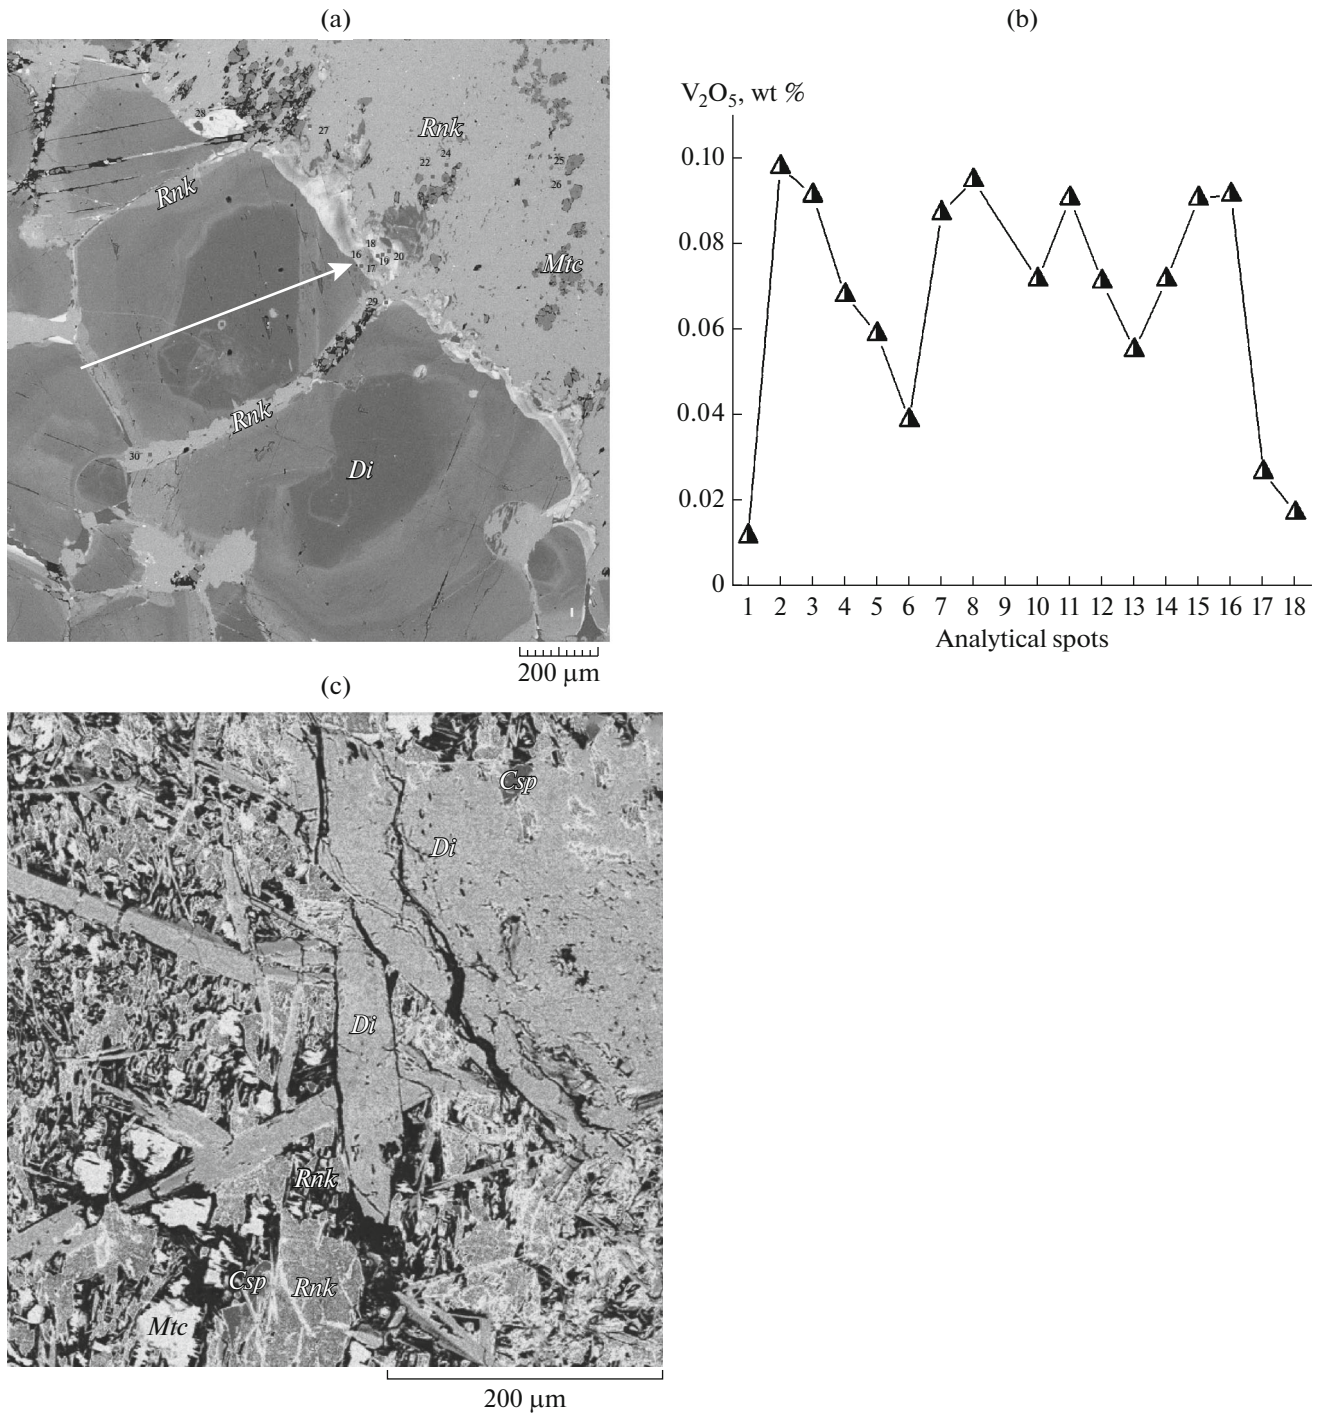 (a)
28
27
Rnk
24
22
25
26
Rnk
18
16
19
20
17
Mtc
29
Rnk
30
Di
200 µm
(b)
V₂O₅, wt %
0.10
0.08
0.06
0.04
0.02
0
1 2 3 4 5 6 7 8 9 10 11 12 13 14 15 16 17 18
Analytical spots
(c)
Csp
Di
Di
Rnk
Csp
Rnk
Mtc
200 µm